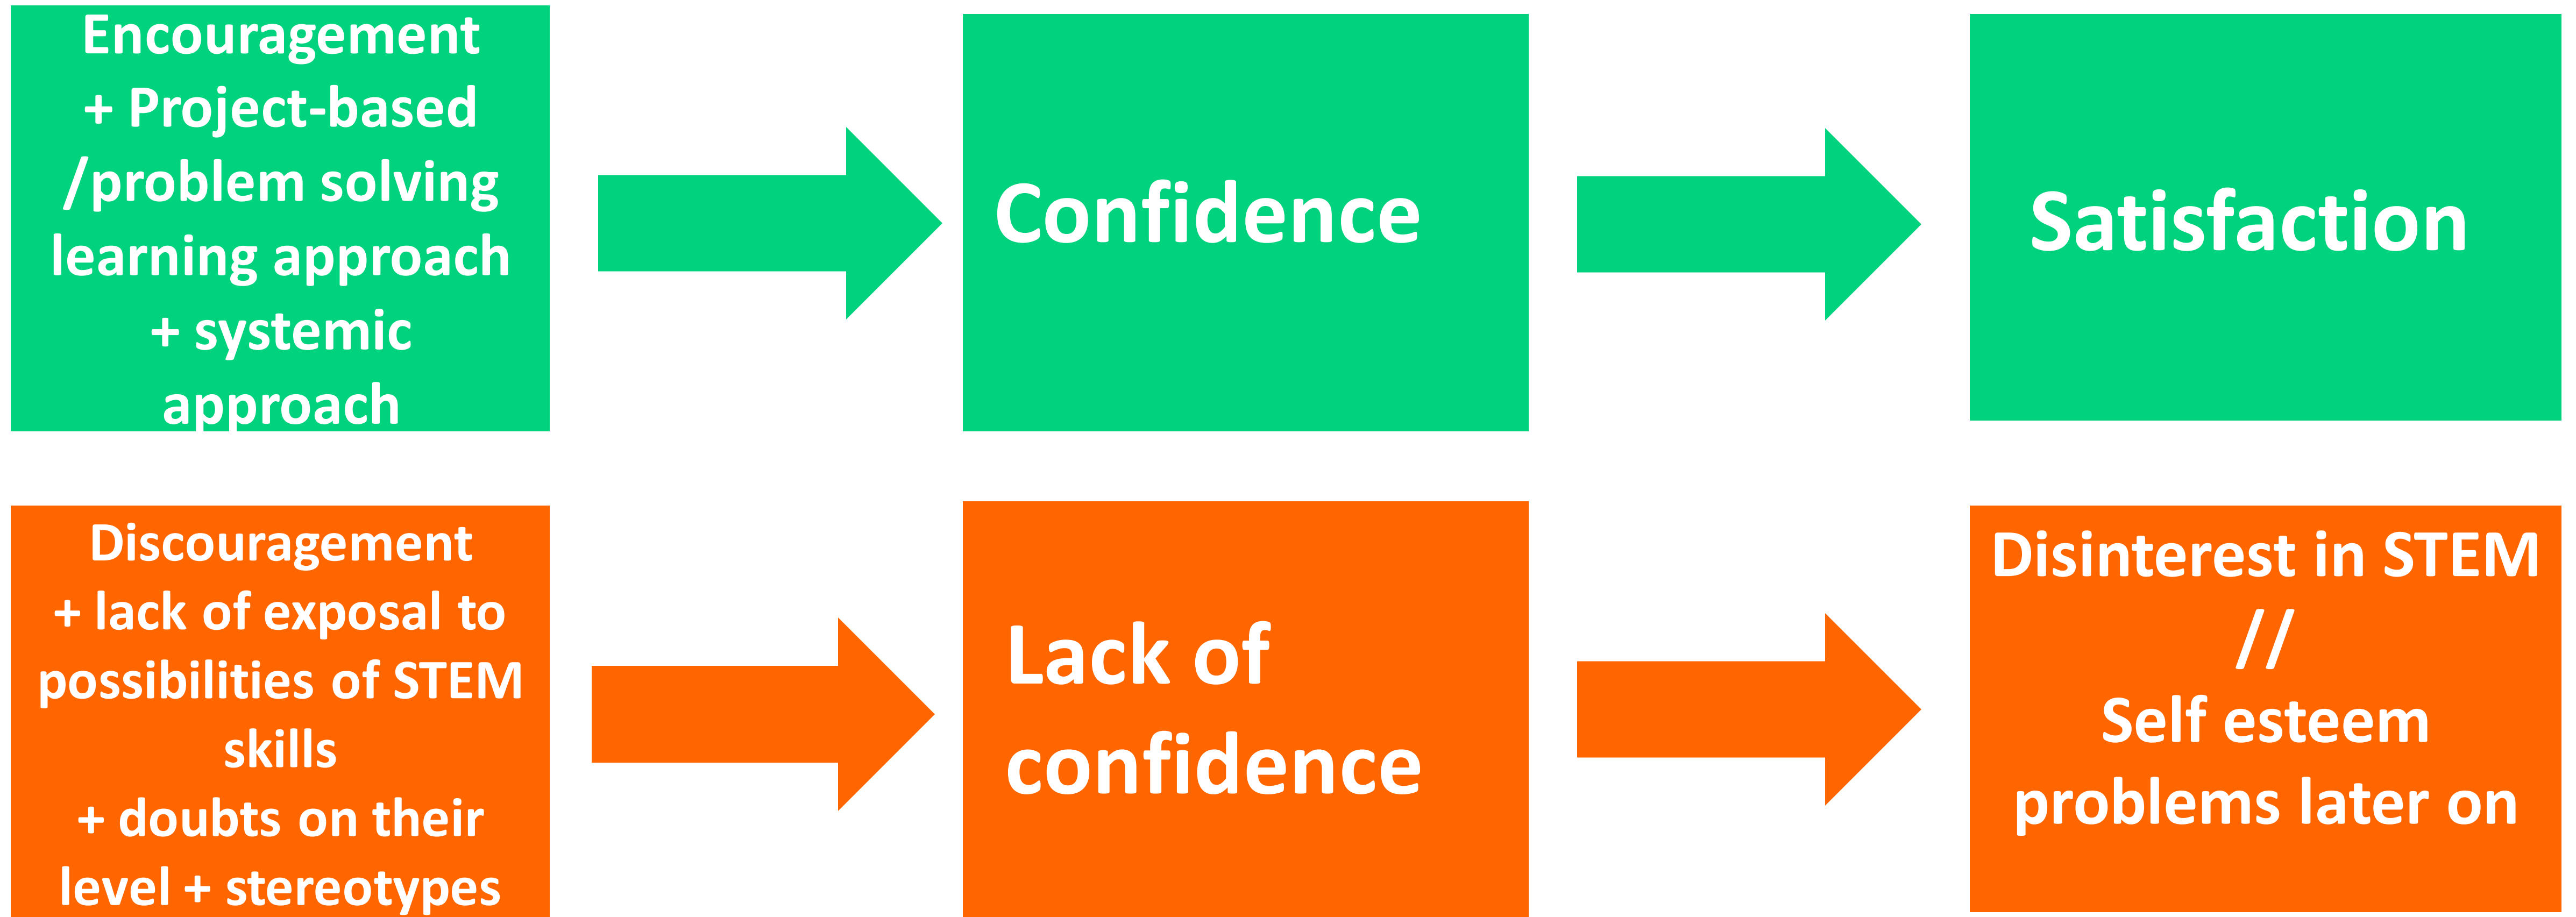 Encouragement
+ Project-based
/problem solving
learning approach
+ systemic
approach
Confidence
Satisfaction
Discouragement
+ lack of exposal to
possibilities of STEM
skills
+ doubts on their
level + stereotypes
Lack of
confidence
Disinterest in STEM
//
Self esteem
problems later on